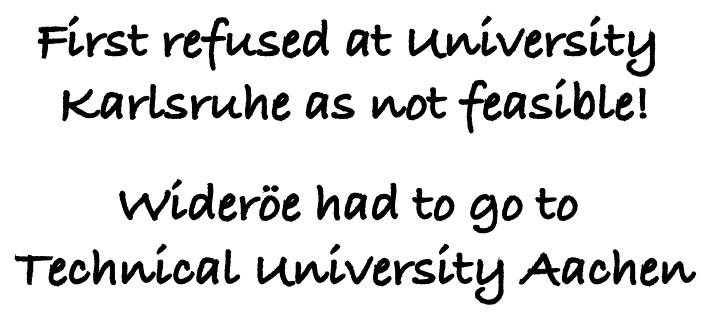 First refused at University
Karlsruhe as not feasible!
Wideröe had to go to
Technical University Aachen